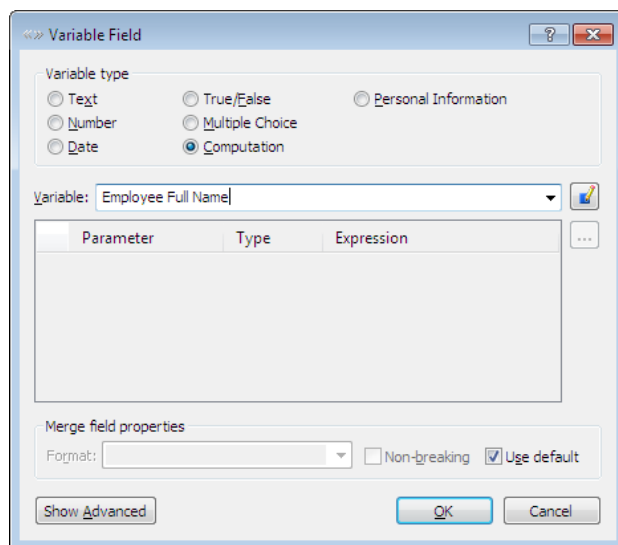 «» Variable Field
Variable type
Text True/False Personal Information
Number Multiple Choice
Date Computation
Variable: Employee Full Name
Parameter Type Expression
...
Merge field properties
Format: Non-breaking Use default
Show Advanced OK Cancel